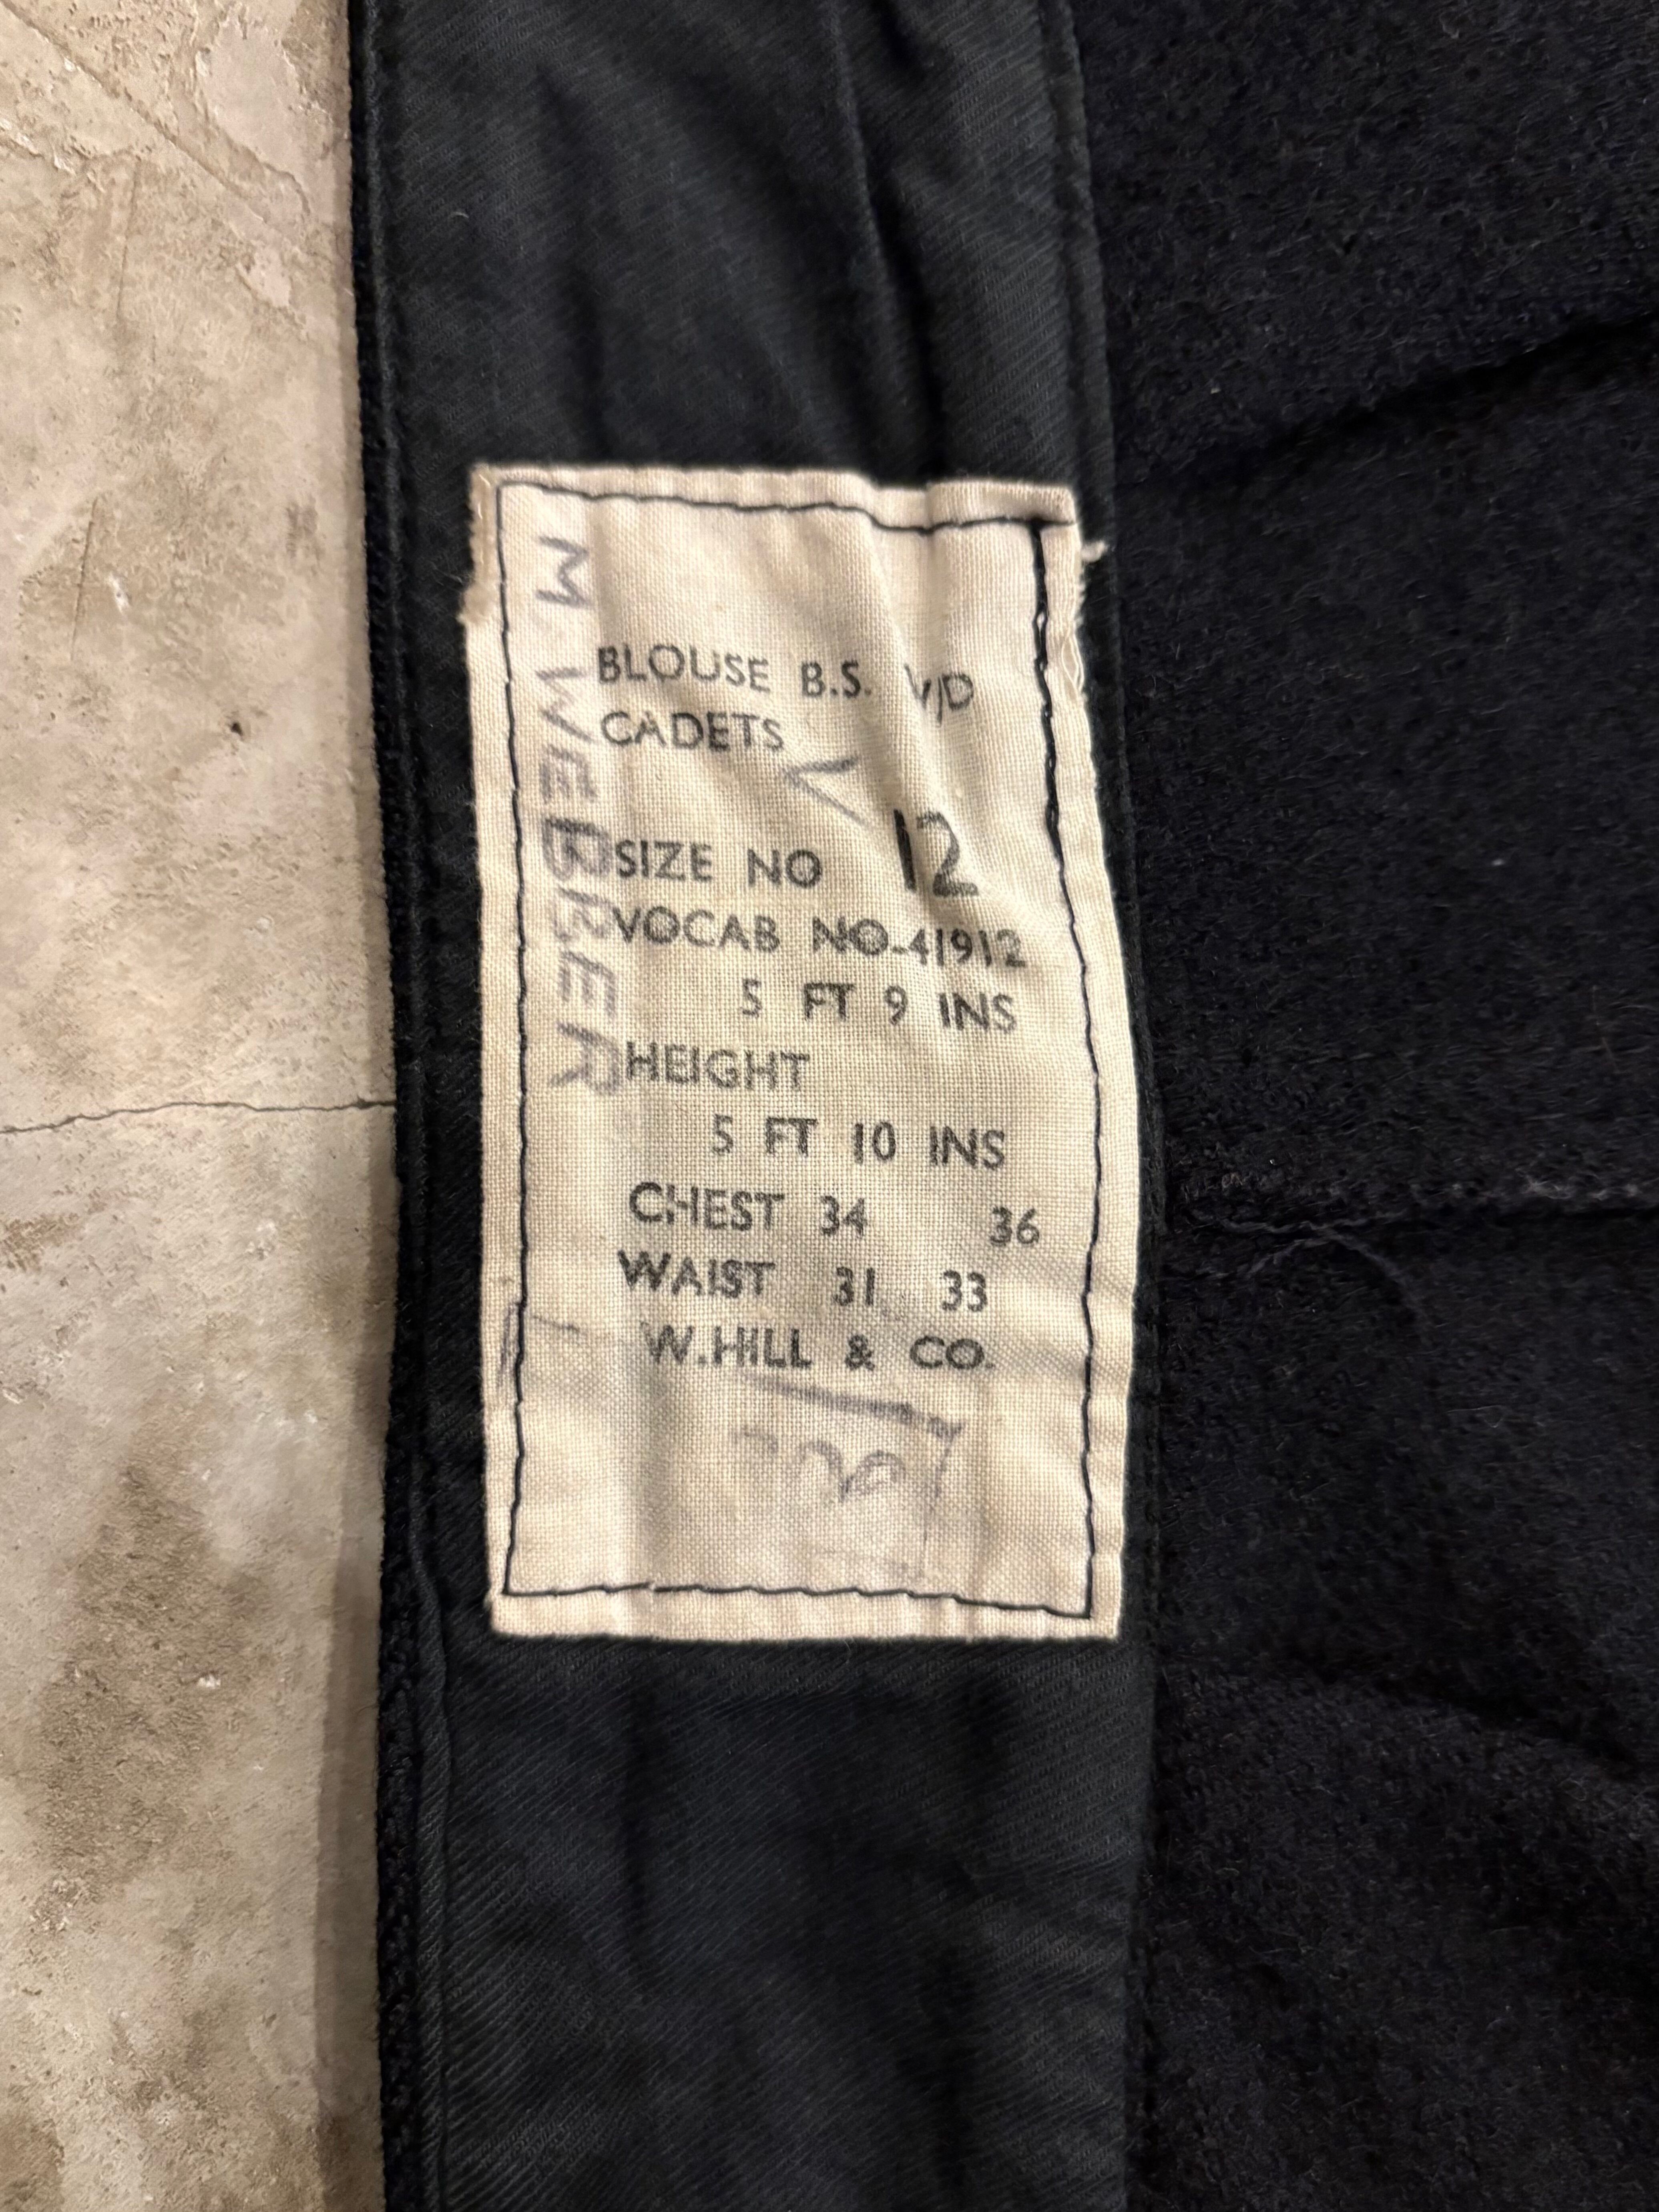 M. WEBBER
BLOUSE B.S. W/D
CADETS
SIZE NO 12
VOCAB NO. 41912
5 FT 9 INS
HEIGHT
5 FT 10 INS
CHEST 34 36
WAIST 31 33
W.HILL & CO.